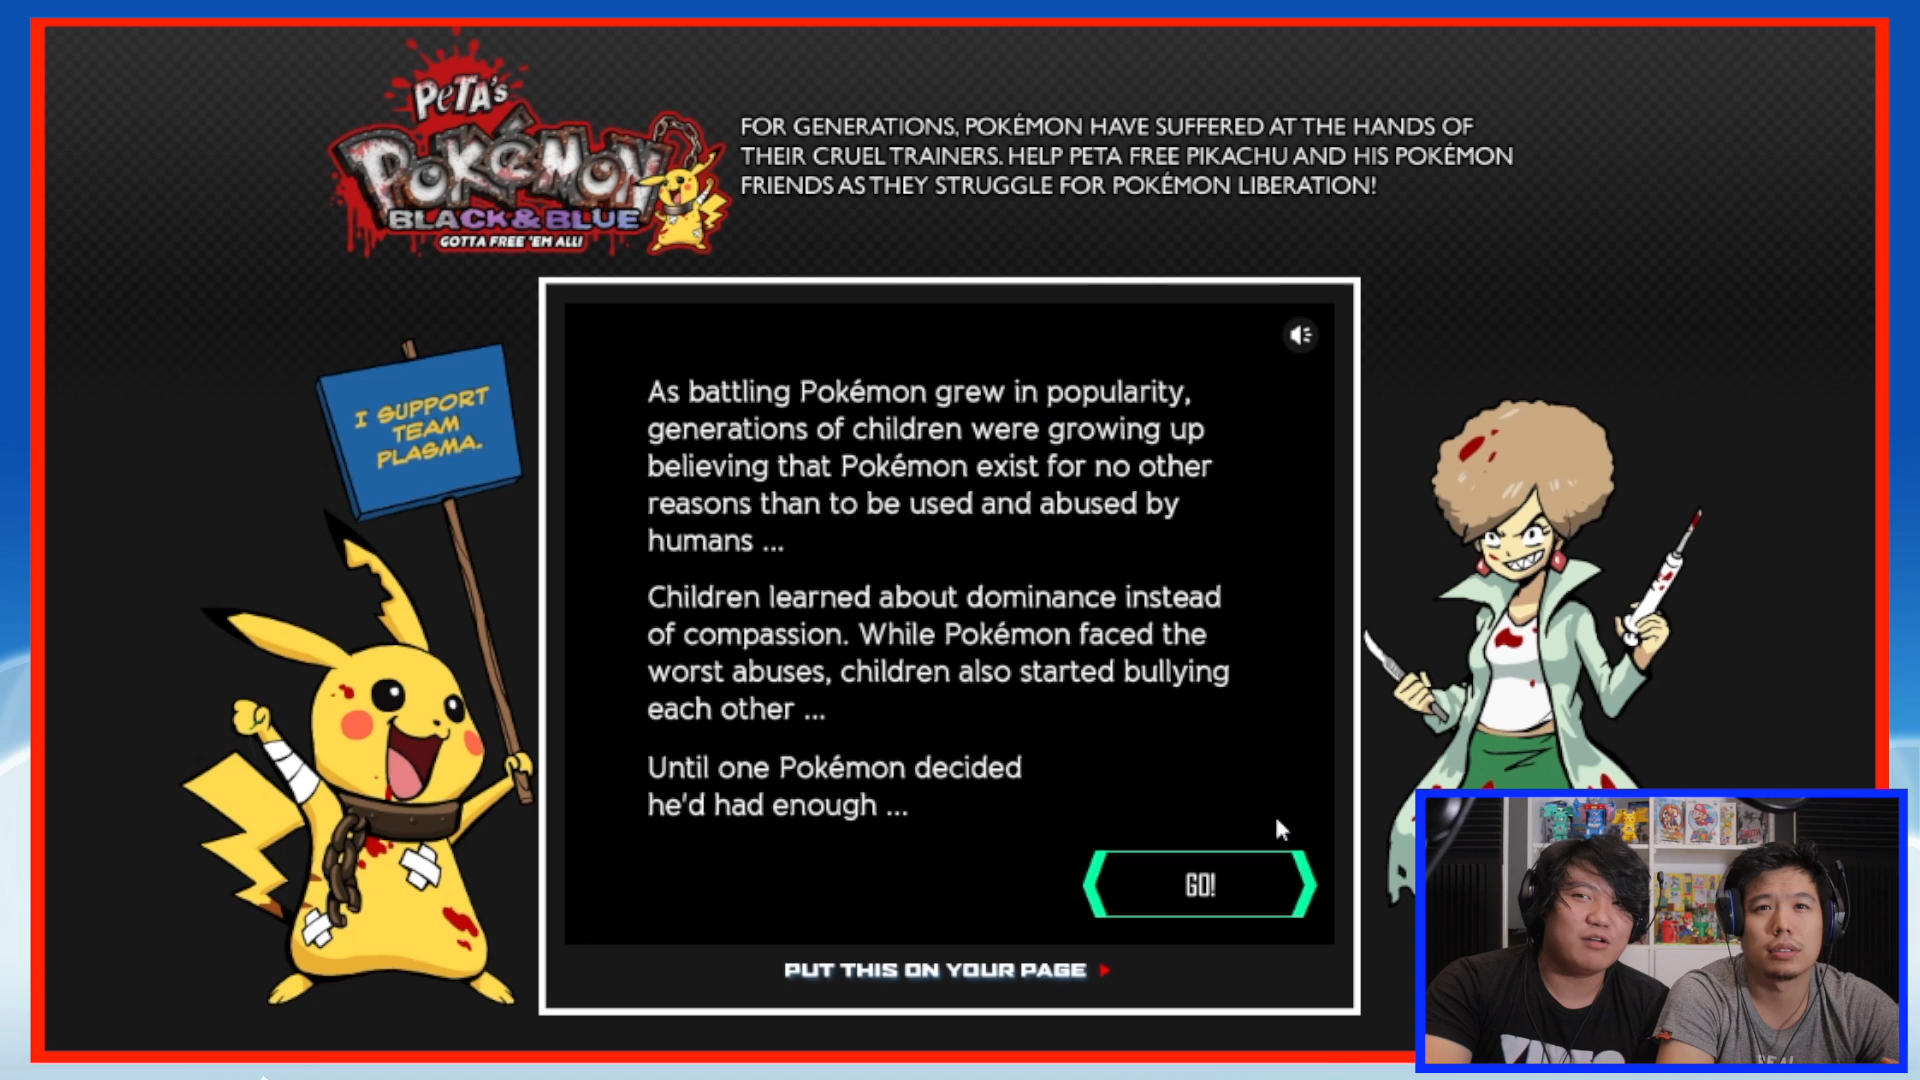 PETA's
POKéMON
BLACK & BLUE
GOTTA FREE 'EM ALL!
FOR GENERATIONS, POKÉMON HAVE SUFFERED AT THE HANDS OF
THEIR CRUEL TRAINERS. HELP PETA FREE PIKACHU AND HIS POKÉMON
FRIENDS AS THEY STRUGGLE FOR POKÉMON LIBERATION!
I SUPPORT
TEAM
PLASMA.
As battling Pokémon grew in popularity,
generations of children were growing up
believing that Pokémon exist for no other
reasons than to be used and abused by
humans ...
Children learned about dominance instead
of compassion. While Pokémon faced the
worst abuses, children also started bullying
each other ...
Until one Pokémon decided
he'd had enough ...
GO!
PUT THIS ON YOUR PAGE
VIDEO
REAL